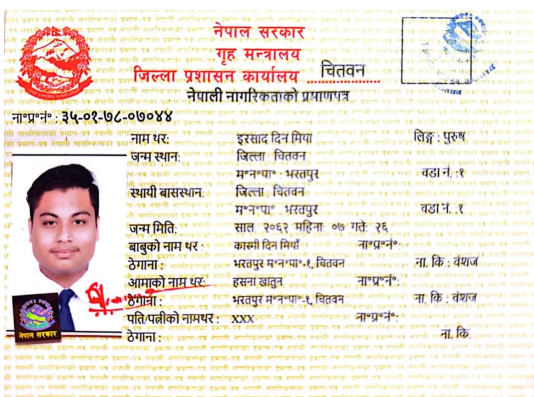 नेपाल सरकार
गृह मन्त्रालय
जिल्ला प्रशासन कार्यालय चितवन
नेपाली नागरिकताको प्रमाणपत्र
ना॰प्र॰नं॰ : ३५-०१-७८-०७०४४
नाम थर: इरसाद दिन मिया लिङ्ग : पुरुष
जन्म स्थान: जिल्ला चितवन
म॰न॰पा॰ : भरतपुर वडा नं. :१
स्थायी बासस्थान: जिल्ला : चितवन
म॰न॰पा॰ : भरतपुर वडा नं. :१
जन्म मिति: साल २०६२ महिना ०७ गते: २६
बाबुको नाम थर : कास्मी दिन मियाँ ना॰प्र॰नं॰:
ठेगाना : भरतपुर म॰न॰पा॰-१, चितवन ना. कि : वंशज
आमाको नाम थर: हसना खातुन ना॰प्र॰नं॰:
ठेगाना : भरतपुर म॰न॰पा॰-१, चितवन ना. कि : वंशज
पति/पत्नीको नामथर : XXX ना॰प्र॰नं॰:
ठेगाना : ना. कि.
नेपाल सरकार